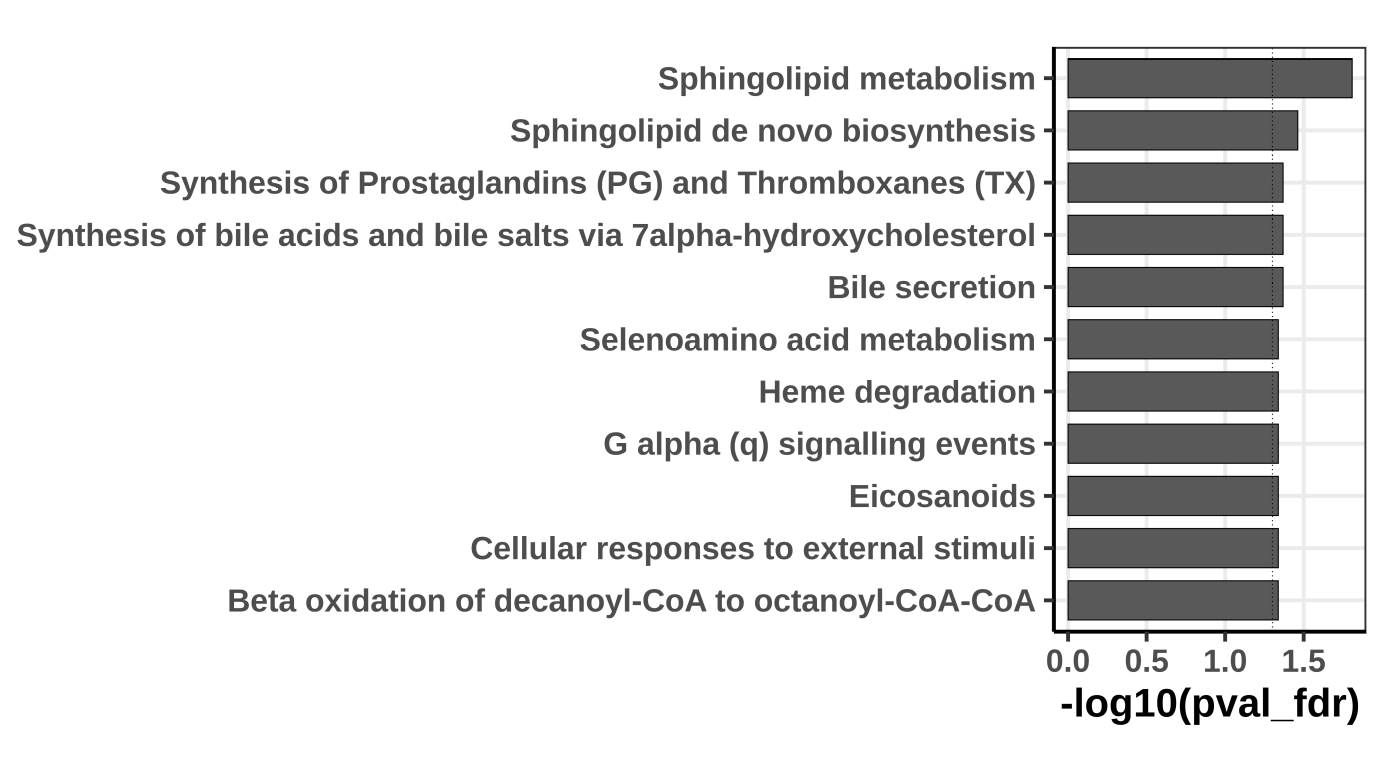 Sphingolipid metabolism
Sphingolipid de novo biosynthesis
Synthesis of Prostaglandins (PG) and Thromboxanes (TX)
Synthesis of bile acids and bile salts via 7alpha-hydroxycholesterol
Bile secretion
Selenoamino acid metabolism
Heme degradation
G alpha (q) signalling events
Eicosanoids
Cellular responses to external stimuli
Beta oxidation of decanoyl-CoA to octanoyl-CoA-CoA
0.0 0.5 1.0 1.5
-log10(pval_fdr)